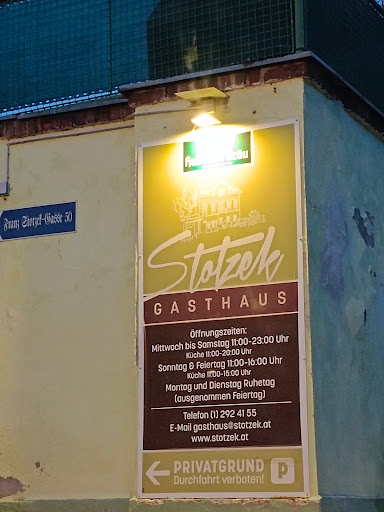 Franz Stotzek-Gasse 50
Stotzek
GASTHAUS
Öffnungszeiten:
Mittwoch bis Samstag 11:00-23:00 Uhr
Küche 11:00-20:00 Uhr
Sonntag & Feiertag 11:00-16:00 Uhr
Küche 11:00-15:00 Uhr
Montag und Dienstag Ruhetag
(ausgenommen Feiertag)
Telefon (1) 292 41 55
E-Mail gasthaus@stotzek.at
www.stotzek.at
PRIVATGRUND P
Durchfahrt verboten!